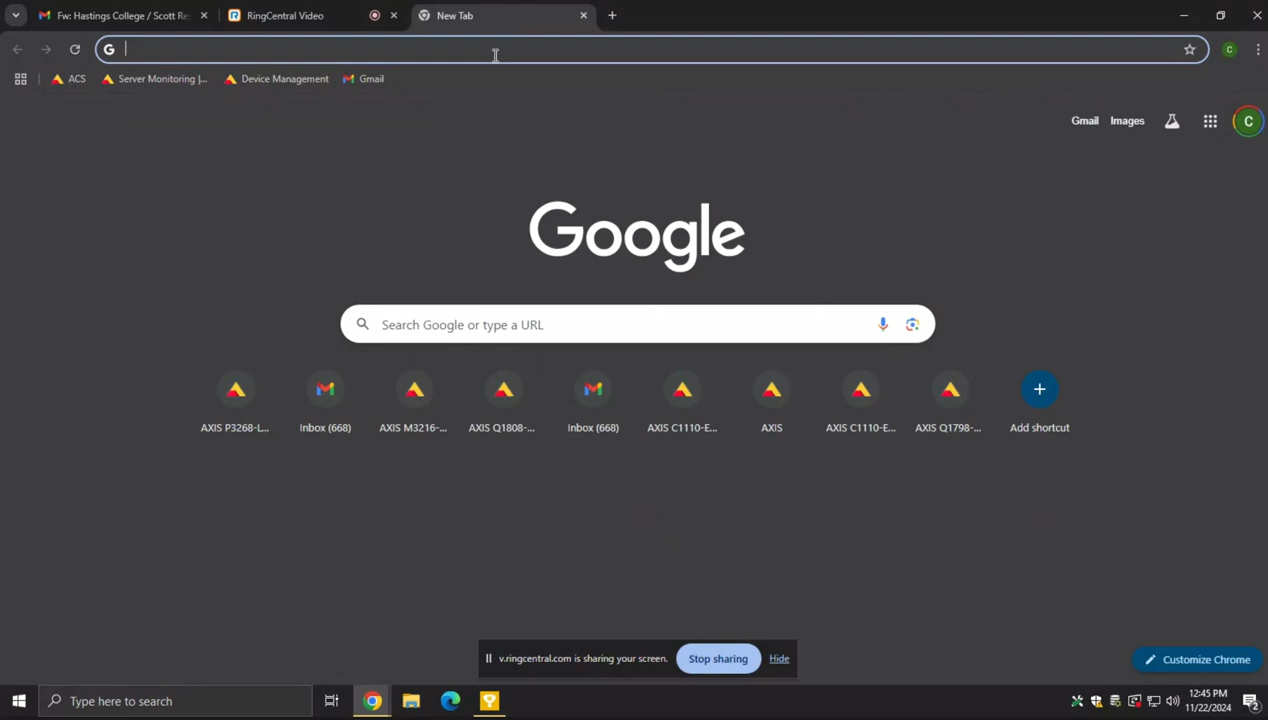 Fw: Hastings College / Scott Re
RingCentral Video
New Tab
ACS
Server Monitoring |...
Device Management
Gmail
Gmail
Images
C
Google
Search Google or type a URL
AXIS P3268-L...
Inbox (668)
AXIS M3216-...
AXIS Q1808-...
Inbox (668)
AXIS C1110-E...
AXIS
AXIS C1110-E...
AXIS Q1798-...
Add shortcut
v.ringcentral.com is sharing your screen.
Stop sharing
Hide
Customize Chrome
Type here to search
12:45 PM
11/22/2024
2